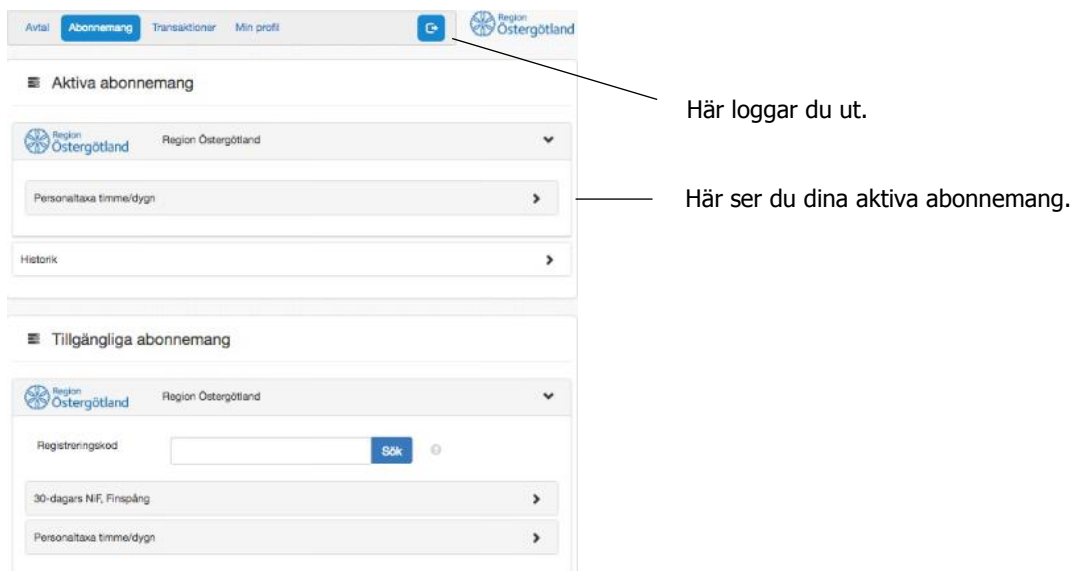 Avtal Abonnemang Transaktioner Min profil
Region
Östergötland
Aktiva abonnemang
Här loggar du ut.
Region
Östergötland
Region Östergötland
Personaltaxa timme/dygn
Här ser du dina aktiva abonnemang.
Historik
Tillgängliga abonnemang
Region
Östergötland
Region Östergötland
Registreringskod
Sök
30-dagars NiF, Finspång
Personaltaxa timme/dygn